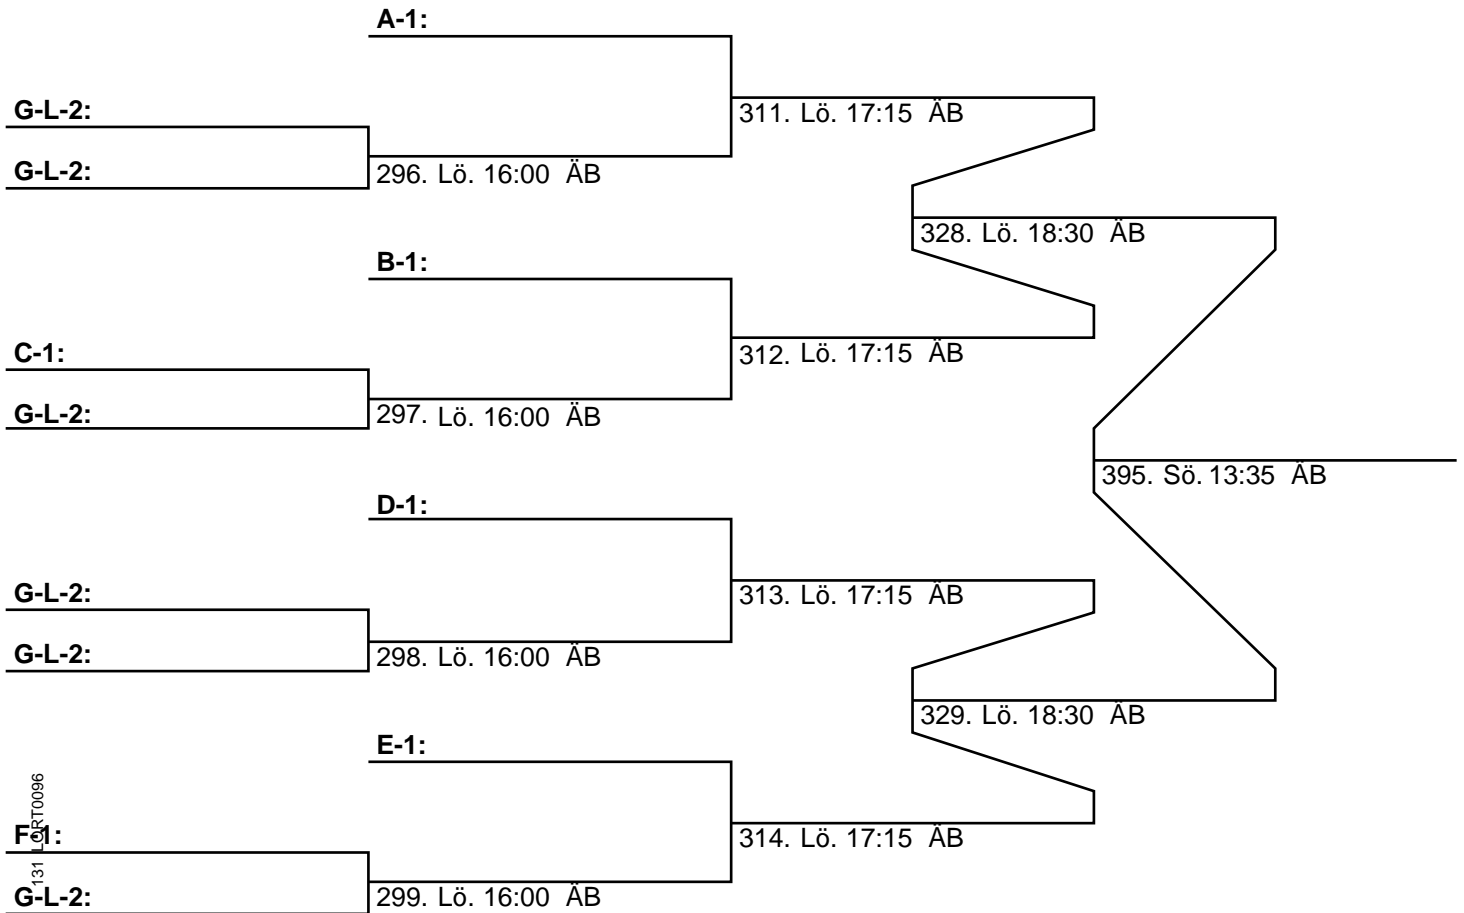 A-1:
G-L-2:
311. Lö. 17:15 ÄB
G-L-2:
296. Lö. 16:00 ÄB
328. Lö. 18:30 ÄB
B-1:
C-1:
312. Lö. 17:15 ÄB
G-L-2:
297. Lö. 16:00 ÄB
395. Sö. 13:35 ÄB
D-1:
G-L-2:
313. Lö. 17:15 ÄB
G-L-2:
298. Lö. 16:00 ÄB
329. Lö. 18:30 ÄB
E-1:
F-1:
314. Lö. 17:15 ÄB
G-L-2:
299. Lö. 16:00 ÄB
131 LORT0096